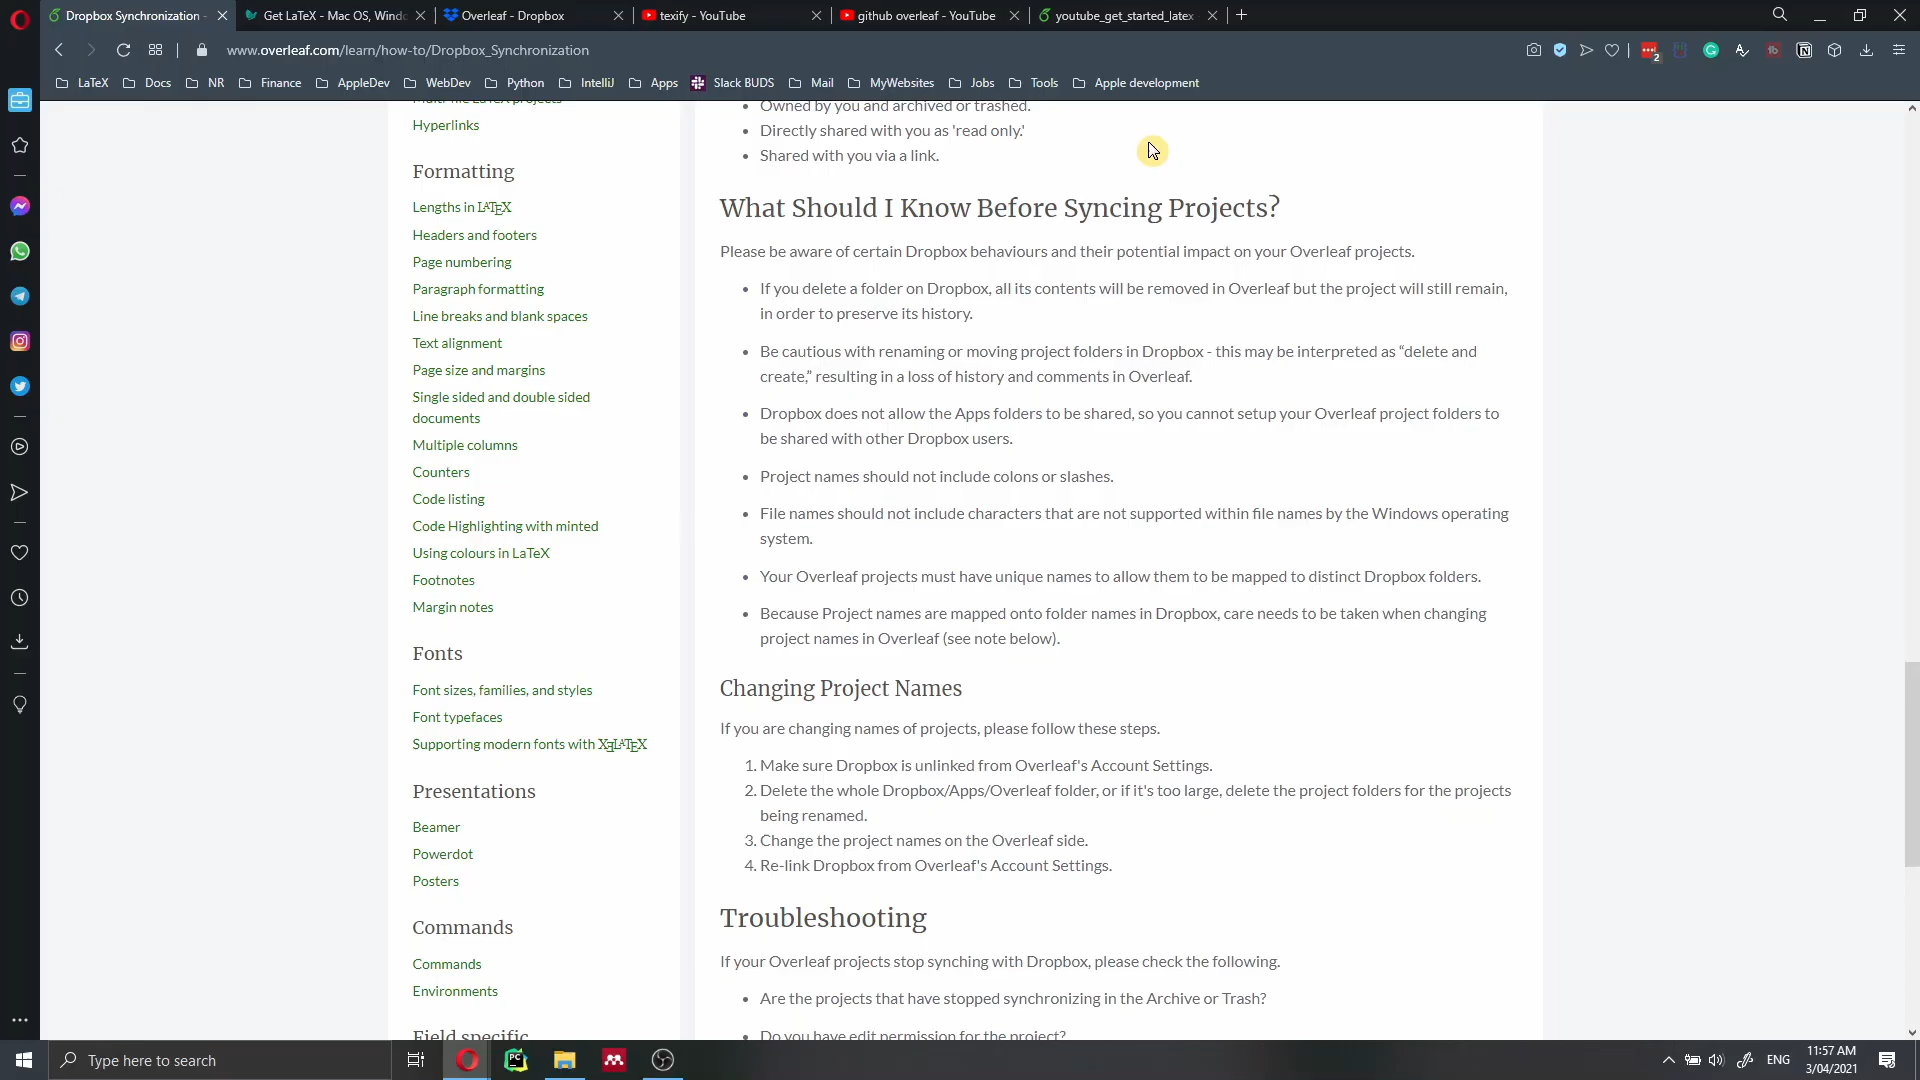 Dropbox Synchronization -
Get LaTeX - Mac OS, Windo
Overleaf - Dropbox
texify - YouTube
github overleaf - YouTube
youtube_get_started_latex
www.overleaf.com/learn/how-to/Dropbox_Synchronization
2
LaTeX
Docs
NR
Finance
AppleDev
WebDev
Python
IntelliJ
Apps
Slack BUDS
Mail
MyWebsites
Jobs
Tools
Apple development
Multi-file LaTeX projects
Hyperlinks
Formatting
Lengths in LATEX
Headers and footers
Page numbering
Paragraph formatting
Line breaks and blank spaces
Text alignment
Page size and margins
Single sided and double sided
documents
Multiple columns
Counters
Code listing
Code Highlighting with minted
Using colours in LaTeX
Footnotes
Margin notes
Fonts
Font sizes, families, and styles
Font typefaces
Supporting modern fonts with XƎLATEX
Presentations
Beamer
Powerdot
Posters
Commands
Commands
Environments
Field specific
• Owned by you and archived or trashed.
• Directly shared with you as 'read only.'
• Shared with you via a link.
What Should I Know Before Syncing Projects?
Please be aware of certain Dropbox behaviours and their potential impact on your Overleaf projects.
• If you delete a folder on Dropbox, all its contents will be removed in Overleaf but the project will still remain,
in order to preserve its history.
• Be cautious with renaming or moving project folders in Dropbox - this may be interpreted as “delete and
create,” resulting in a loss of history and comments in Overleaf.
• Dropbox does not allow the Apps folders to be shared, so you cannot setup your Overleaf project folders to
be shared with other Dropbox users.
• Project names should not include colons or slashes.
• File names should not include characters that are not supported within file names by the Windows operating
system.
• Your Overleaf projects must have unique names to allow them to be mapped to distinct Dropbox folders.
• Because Project names are mapped onto folder names in Dropbox, care needs to be taken when changing
project names in Overleaf (see note below).
Changing Project Names
If you are changing names of projects, please follow these steps.
1. Make sure Dropbox is unlinked from Overleaf's Account Settings.
2. Delete the whole Dropbox/Apps/Overleaf folder, or if it's too large, delete the project folders for the projects
being renamed.
3. Change the project names on the Overleaf side.
4. Re-link Dropbox from Overleaf's Account Settings.
Troubleshooting
If your Overleaf projects stop synching with Dropbox, please check the following.
• Are the projects that have stopped synchronizing in the Archive or Trash?
• Do you have edit permission for the project?
Type here to search
PC
ENG
11:57 AM
3/04/2021